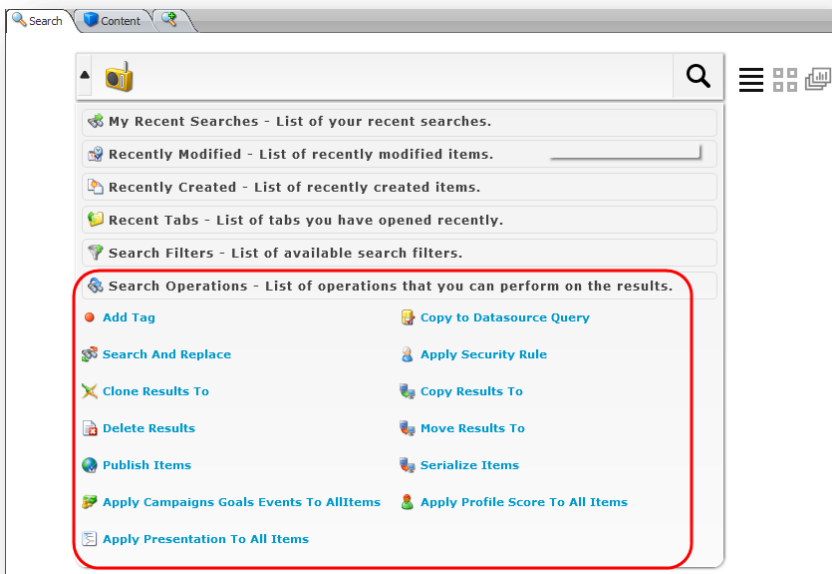 Search Content
My Recent Searches - List of your recent searches.
Recently Modified - List of recently modified items.
Recently Created - List of recently created items.
Recent Tabs - List of tabs you have opened recently.
Search Filters - List of available search filters.
Search Operations - List of operations that you can perform on the results.
Add Tag Copy to Datasource Query
Search And Replace Apply Security Rule
Clone Results To Copy Results To
Delete Results Move Results To
Publish Items Serialize Items
Apply Campaigns Goals Events To AllItems Apply Profile Score To All Items
Apply Presentation To All Items